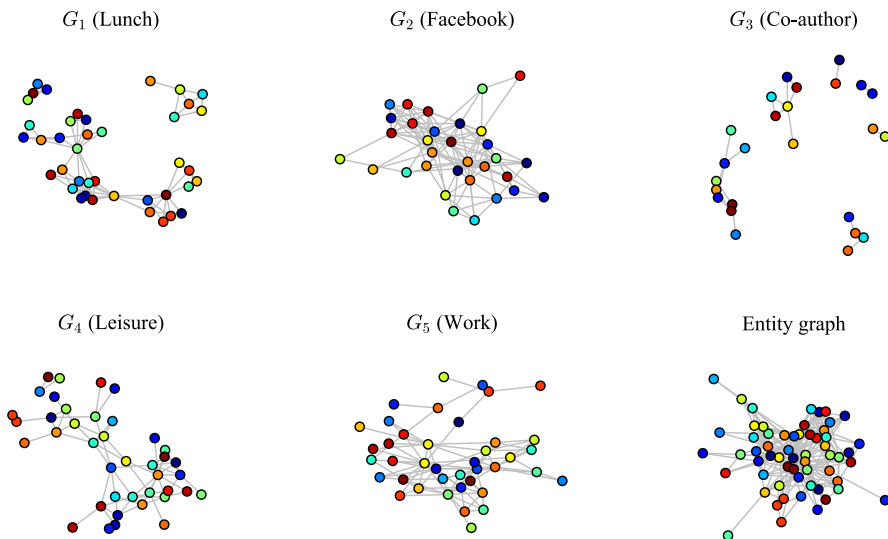 G₁ (Lunch)
G₂ (Facebook)
G₃ (Co-author)
G₄ (Leisure)
G₅ (Work)
Entity graph